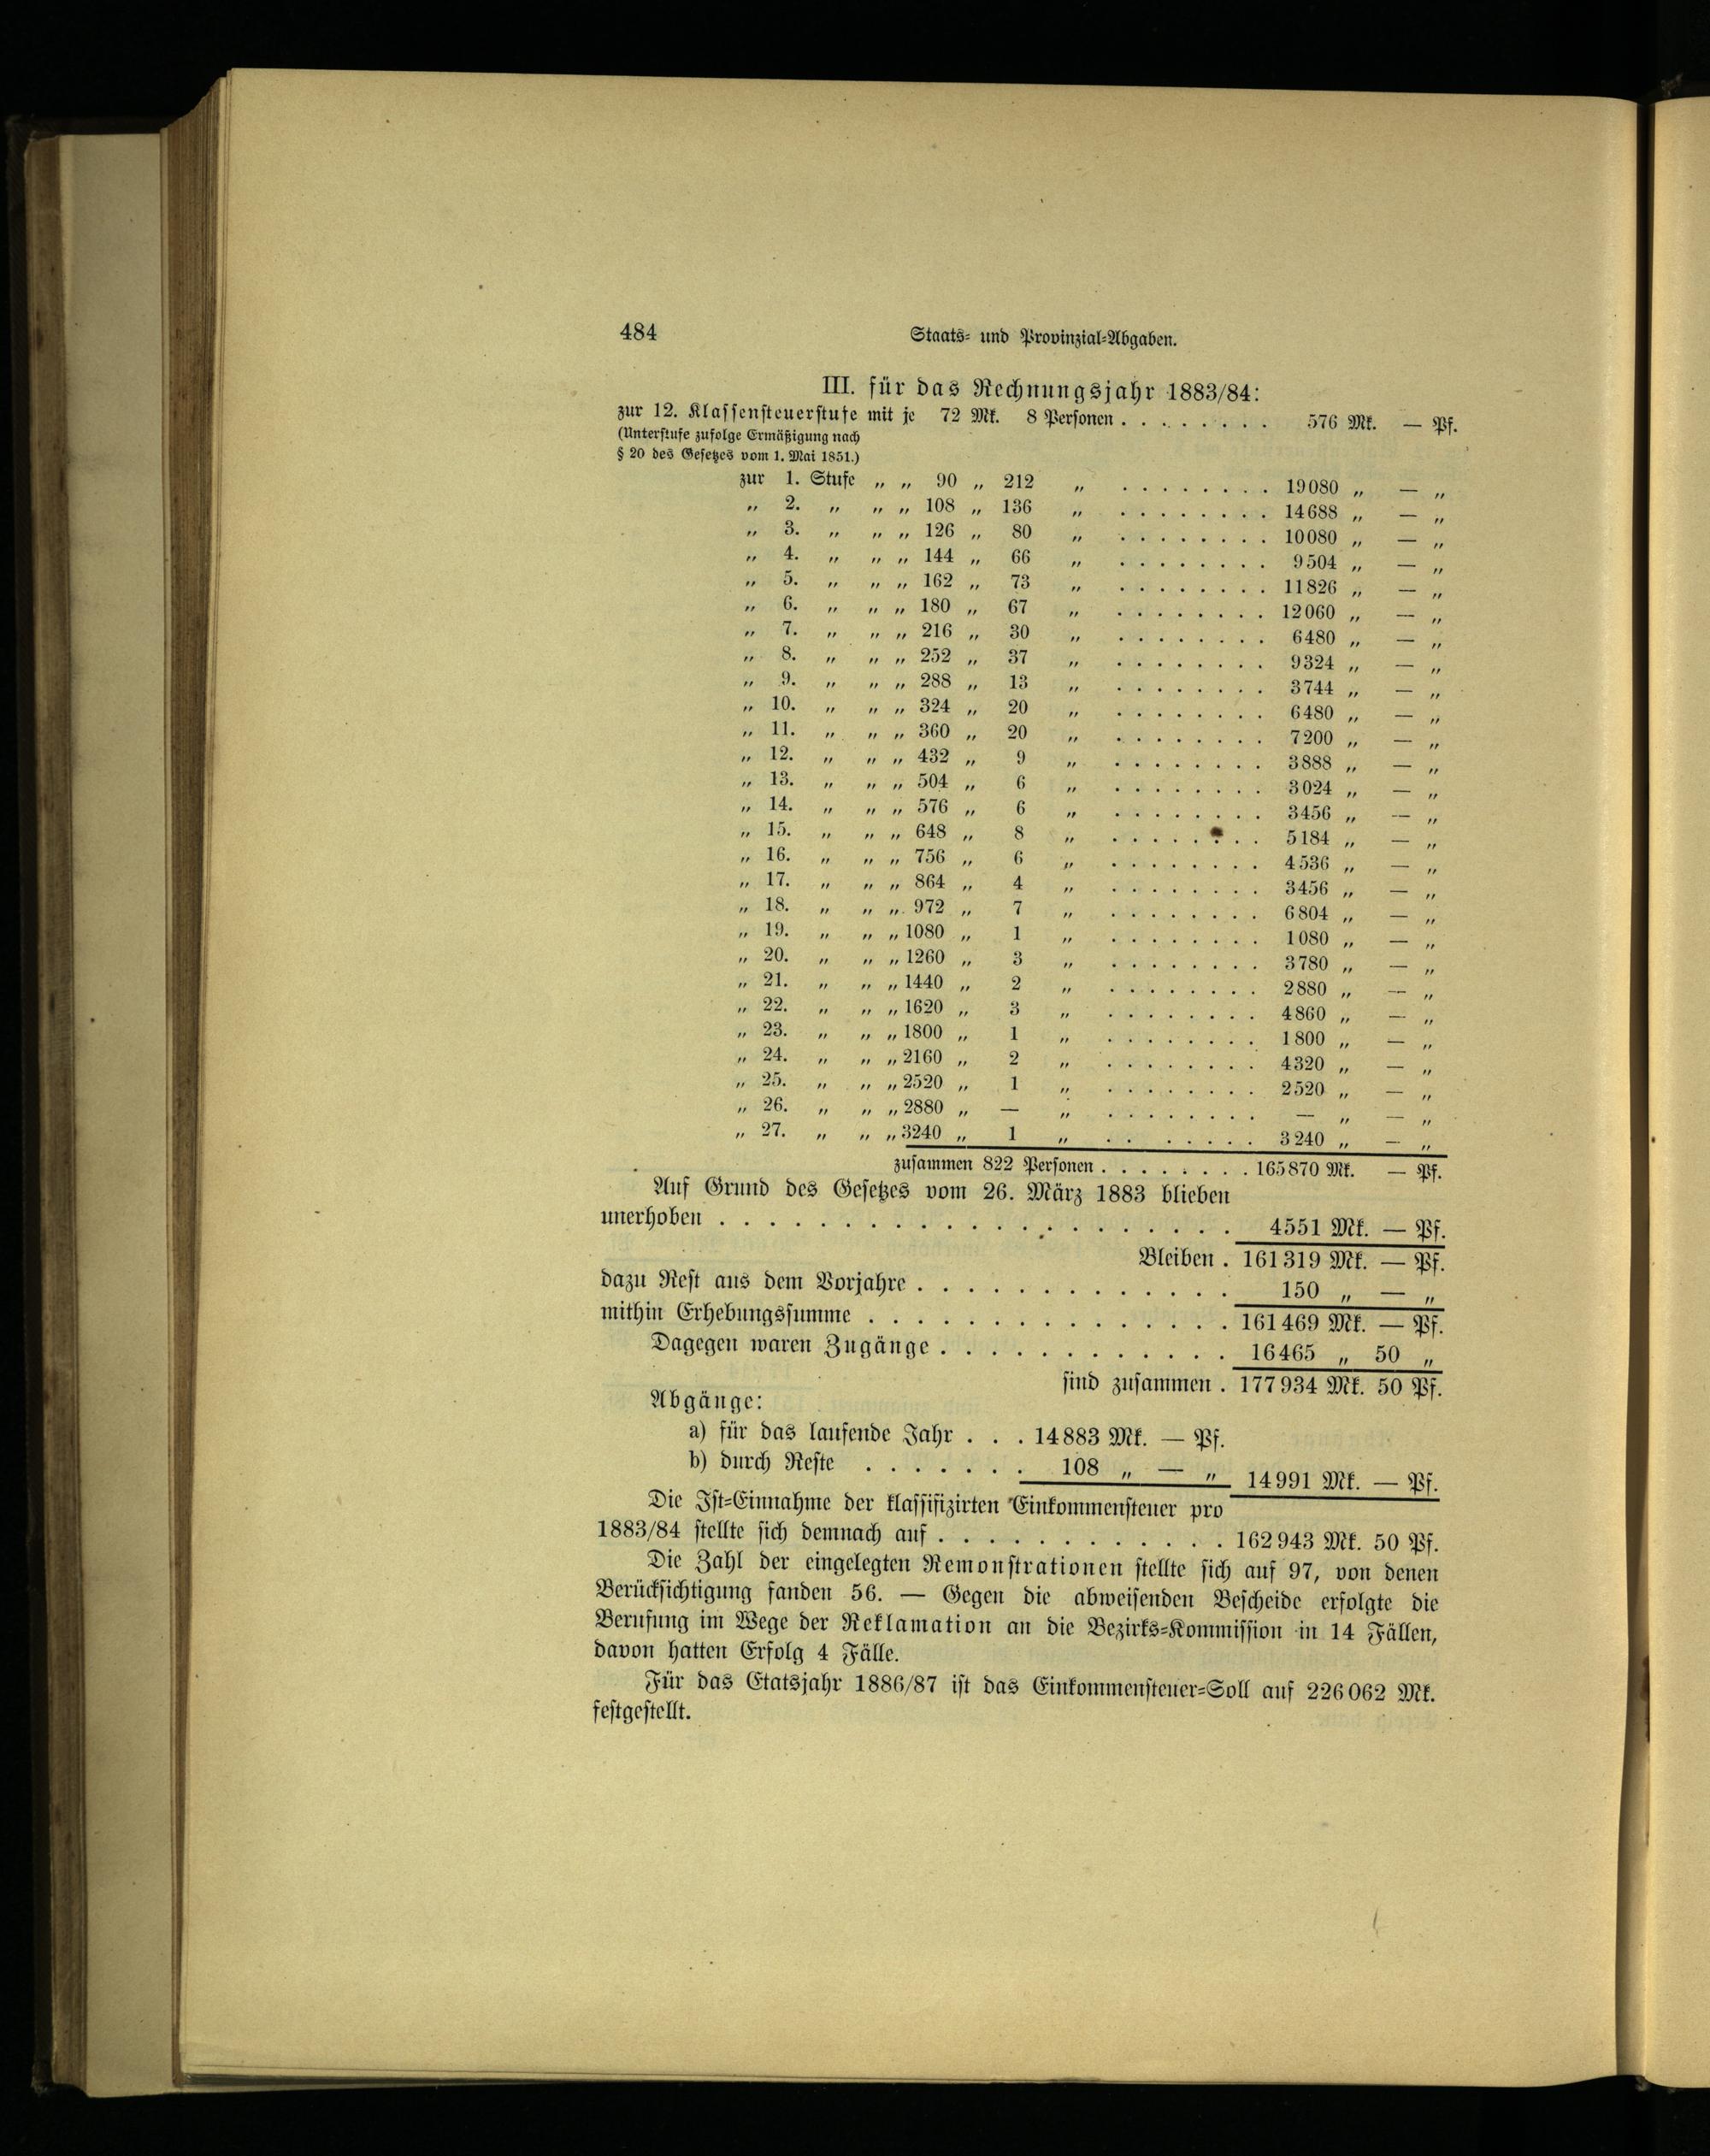 484 Staats- und Provinzial-Abgaben.
III. für das Rechnungsjahr 1883/84:
zur 12. Klassensteuerstufe mit je 72 Mk. 8 Personen . . . . . . . . 576 Mk. — Pf.
(Unterstufe zufolge Ermäßigung nach
§ 20 des Gesetzes vom 1. Mai 1851.)
zur 1. Stufe „ „ 90 „ 212 „ . . . . . . . . 19080 „ — „
„ 2. „ „ „ 108 „ 136 „ . . . . . . . . 14688 „ — „
„ 3. „ „ „ 126 „ 80 „ . . . . . . . . 10080 „ — „
„ 4. „ „ „ 144 „ 66 „ . . . . . . . . 9504 „ — „
„ 5. „ „ „ 162 „ 73 „ . . . . . . . . 11826 „ — „
„ 6. „ „ „ 180 „ 67 „ . . . . . . . . 12060 „ — „
„ 7. „ „ „ 216 „ 30 „ . . . . . . . . 6480 „ — „
„ 8. „ „ „ 252 „ 37 „ . . . . . . . . 9324 „ — „
„ 9. „ „ „ 288 „ 13 „ . . . . . . . . 3744 „ — „
„ 10. „ „ „ 324 „ 20 „ . . . . . . . . 6480 „ — „
„ 11. „ „ „ 360 „ 20 „ . . . . . . . . 7200 „ — „
„ 12. „ „ „ 432 „ 9 „ . . . . . . . . 3888 „ — „
„ 13. „ „ „ 504 „ 6 „ . . . . . . . . 3024 „ — „
„ 14. „ „ „ 576 „ 6 „ . . . . . . . . 3456 „ — „
„ 15. „ „ „ 648 „ 8 „ . . . . . . . . 5184 „ — „
„ 16. „ „ „ 756 „ 6 „ . . . . . . . . 4536 „ — „
„ 17. „ „ „ 864 „ 4 „ . . . . . . . . 3456 „ — „
„ 18. „ „ „ 972 „ 7 „ . . . . . . . . 6804 „ — „
„ 19. „ „ „ 1080 „ 1 „ . . . . . . . . 1080 „ — „
„ 20. „ „ „ 1260 „ 3 „ . . . . . . . . 3780 „ — „
„ 21. „ „ „ 1440 „ 2 „ . . . . . . . . 2880 „ — „
„ 22. „ „ „ 1620 „ 3 „ . . . . . . . . 4860 „ — „
„ 23. „ „ „ 1800 „ 1 „ . . . . . . . . 1800 „ — „
„ 24. „ „ „ 2160 „ 2 „ . . . . . . . . 4320 „ — „
„ 25. „ „ „ 2520 „ 1 „ . . . . . . . . 2520 „ — „
„ 26. „ „ „ 2880 „ — „ . . . . . . . . — „ — „
„ 27. „ „ „ 3240 „ 1 „ . . . . . . . 3240 „ — „
zusammen 822 Personen . . . . . . . . 165870 Mk. — Pf.
Auf Grund des Gesetzes vom 26. März 1883 blieben
unerhoben . . . . . . . . . . . . . . . . . . . 4551 Mk. — Pf.
Bleiben . 161319 Mk. — Pf.
dazu Rest aus dem Vorjahre . . . . . . . . . . . . 150 „ — „
mithin Erhebungssumme . . . . . . . . . . . . . . 161469 Mk. — Pf.
Dagegen waren Zugänge . . . . . . . . . . . 16465 „ 50 „
sind zusammen . 177934 Mk. 50 Pf.
Abgänge:
a) für das laufende Jahr . . . 14883 Mk. — Pf.
b) durch Reste . . . . . . . 108 „ — „ 14991 Mk. — Pf.
Die Ist-Einnahme der klassifizirten Einkommensteuer pro
1883/84 stellte sich demnach auf . . . . . . . . . . . . 162943 Mk. 50 Pf.
Die Zahl der eingelegten Remonstrationen stellte sich auf 97, von denen
Berücksichtigung fanden 56. — Gegen die abweisenden Bescheide erfolgte die
Berufung im Wege der Reklamation an die Bezirks-Kommission in 14 Fällen,
davon hatten Erfolg 4 Fälle.
Für das Etatsjahr 1886/87 ist das Einkommensteuer-Soll auf 226062 Mk.
festgestellt.